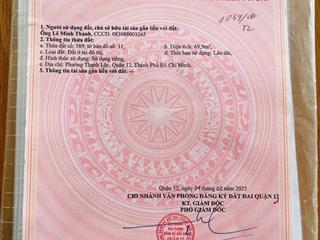 1069/CN
T2
1. Người sử dụng đất, chủ sở hữu tài sản gắn liền với đất:
Ông Lê Minh Thành, CCCD: 083088003265
2. Thông tin thửa đất:
a. Thửa đất số: 589; tờ bản đồ số: 11, b. Diện tích: 69,9m².
c. Loại đất: Đất ở tại đô thị, d. Thời hạn sử dụng: Lâu dài,
đ. Hình thức sử dụng: Sử dụng riêng,
e. Địa chỉ: Phường Thạnh Lộc, Quận 12, Thành Phố Hồ Chí Minh.
3. Thông tin tài sản gắn liền với đất: -/-
Quận 12, ngày 04/02/2025
CHI NHÁNH VĂN PHÒNG ĐĂNG KÝ ĐẤT ĐAI QUẬN 12
KT. GIÁM ĐỐC
PHÓ GIÁM ĐỐC